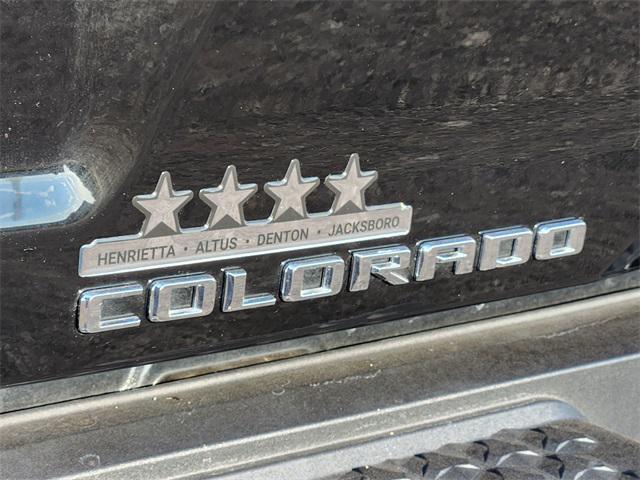 HENRIETTA • ALTUS • DENTON • JACKSBORO
COLORADO